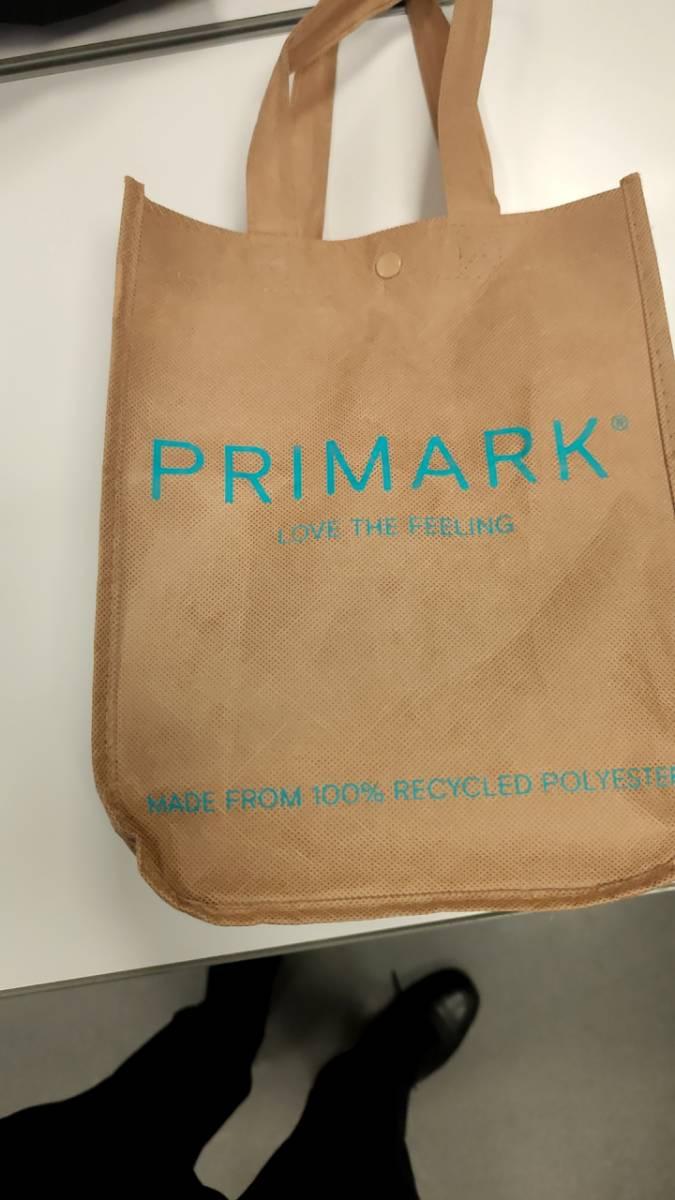 PRIMARK®
LOVE THE FEELING
MADE FROM 100% RECYCLED POLYESTER